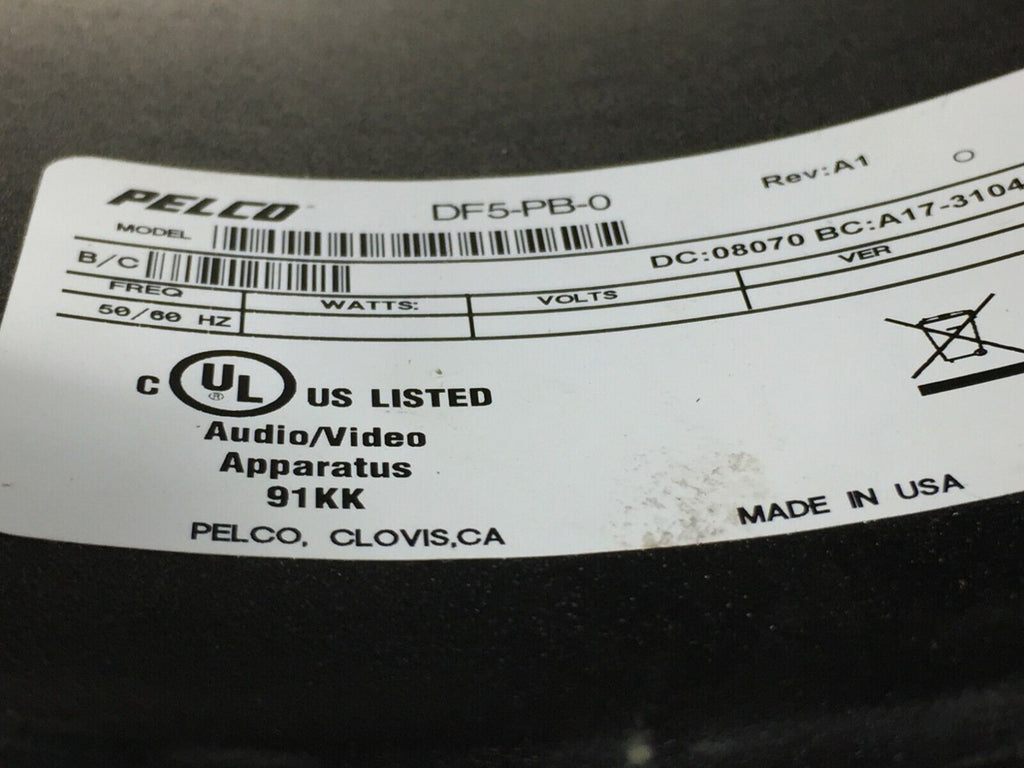 PELCO DF5-PB-0 Rev:A1
MODEL
B/C DC:08070 BC:A17-3104
FREQ WATTS: VOLTS VER
50/60 HZ
C UL ® US LISTED
Audio/Video
Apparatus
91KK
PELCO, CLOVIS,CA
MADE IN USA